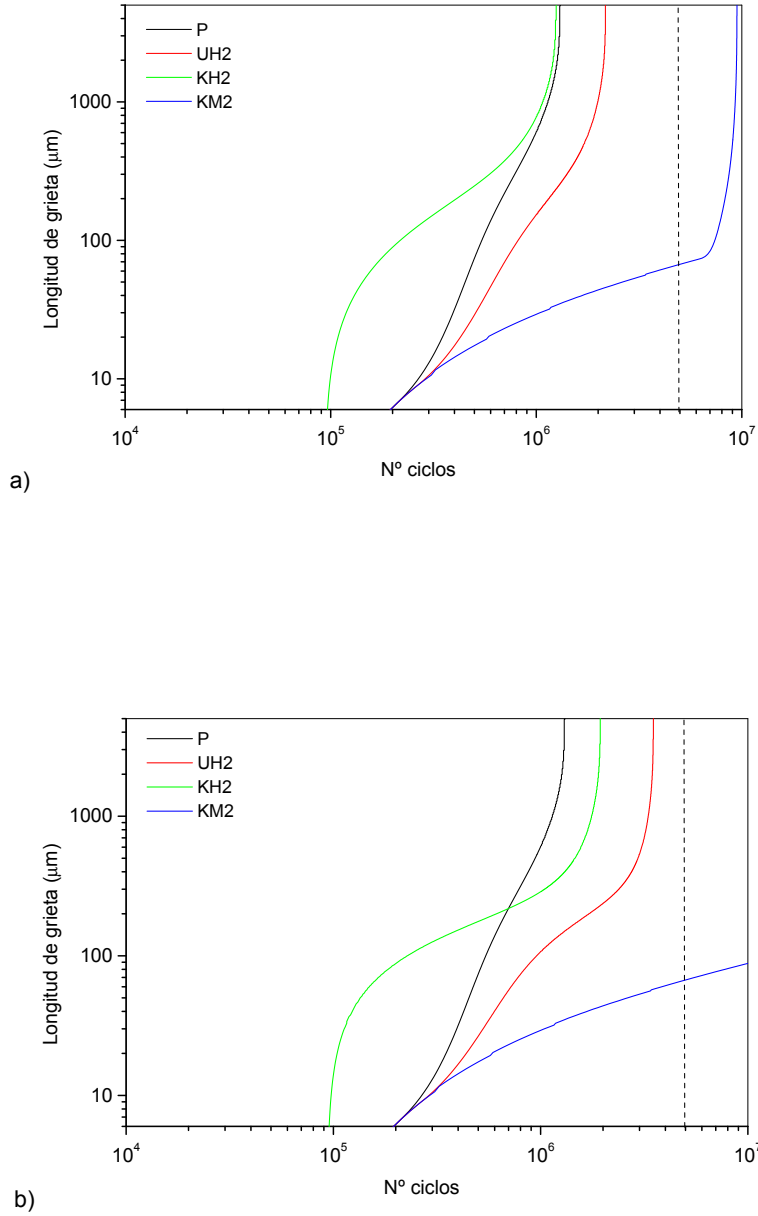 P
UH2
KH2
KM2
1000
100
10
Longitud de grieta (μm)
10⁴
10⁵
10⁶
10⁷
Nº ciclos
a)
P
UH2
KH2
KM2
1000
100
10
Longitud de grieta (μm)
10⁴
10⁵
10⁶
10⁷
Nº ciclos
b)